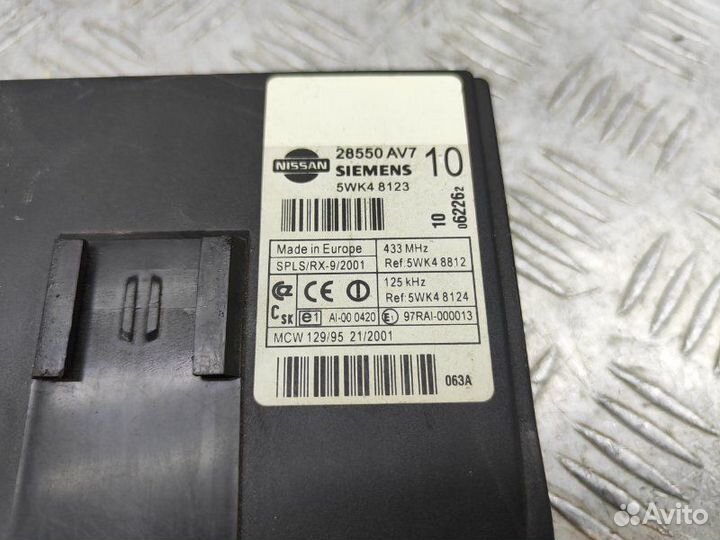 NISSAN
28550 AV7 10
SIEMENS
5WK4 8123
10
062262
Made in Europe
433 MHz
SPLS/RX-9/2001
Ref:5WK4 8812
CE
125 kHz
Ref:5WK4 8124
CSK
e1
AI-00 0420
E1
97RAI-000013
MCW 129/95 21/2001
063A
Avito